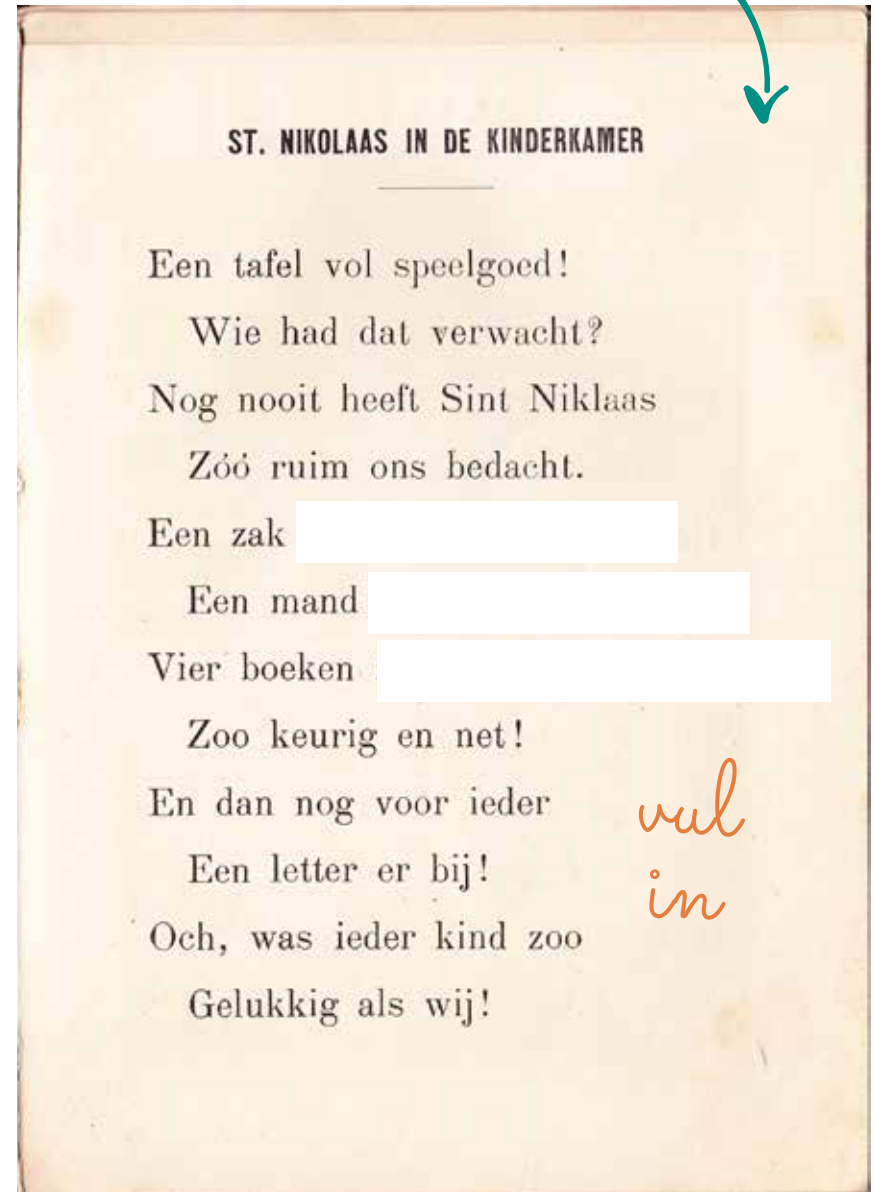 ST. NIKOLAAS IN DE KINDERKAMER
Een tafel vol speelgoed!
Wie had dat verwacht?
Nog nooit heeft Sint Niklaas
Zóó ruim ons bedacht.
Een zak
Een mand
Vier boeken
Zoo keurig en net!
En dan nog voor ieder
Een letter er bij!
Och, was ieder kind zoo
Gelukkig als wij!
vul
in